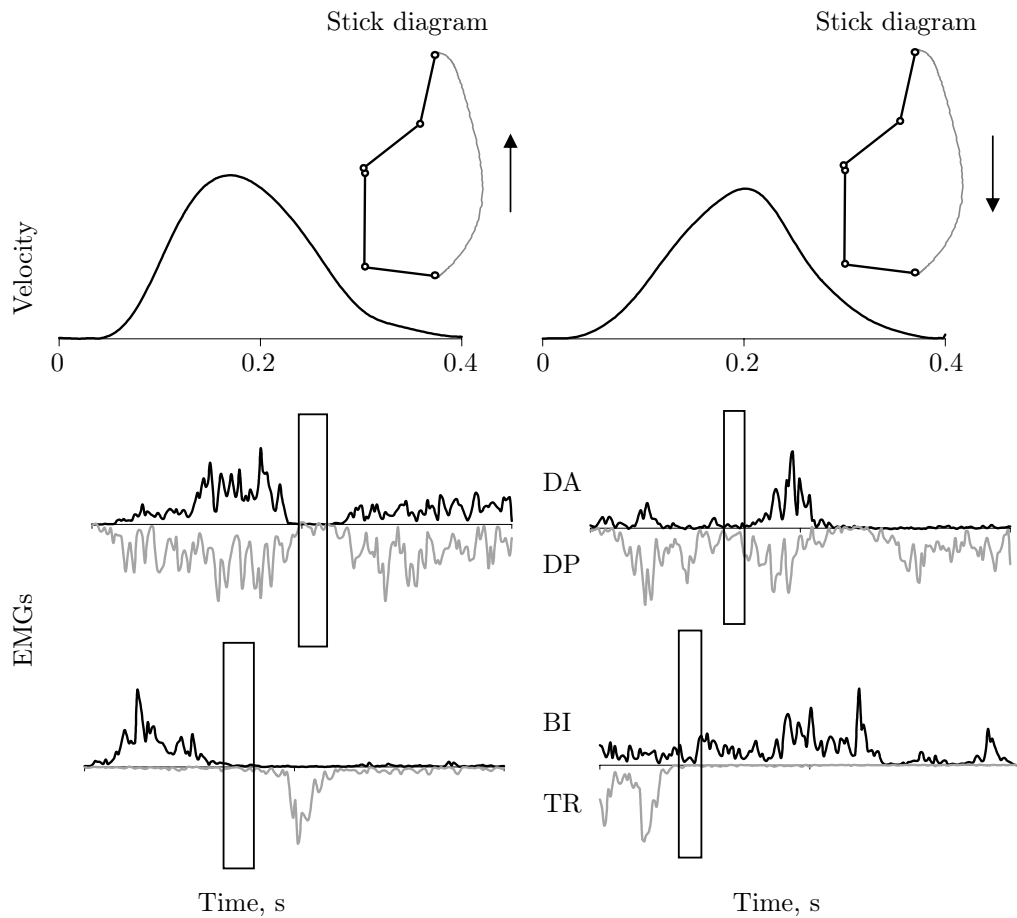 Stick diagram
Stick diagram
Velocity
0
0.2
0.4
0
0.2
0.4
EMGs
DA
DP
BI
TR
Time, s
Time, s